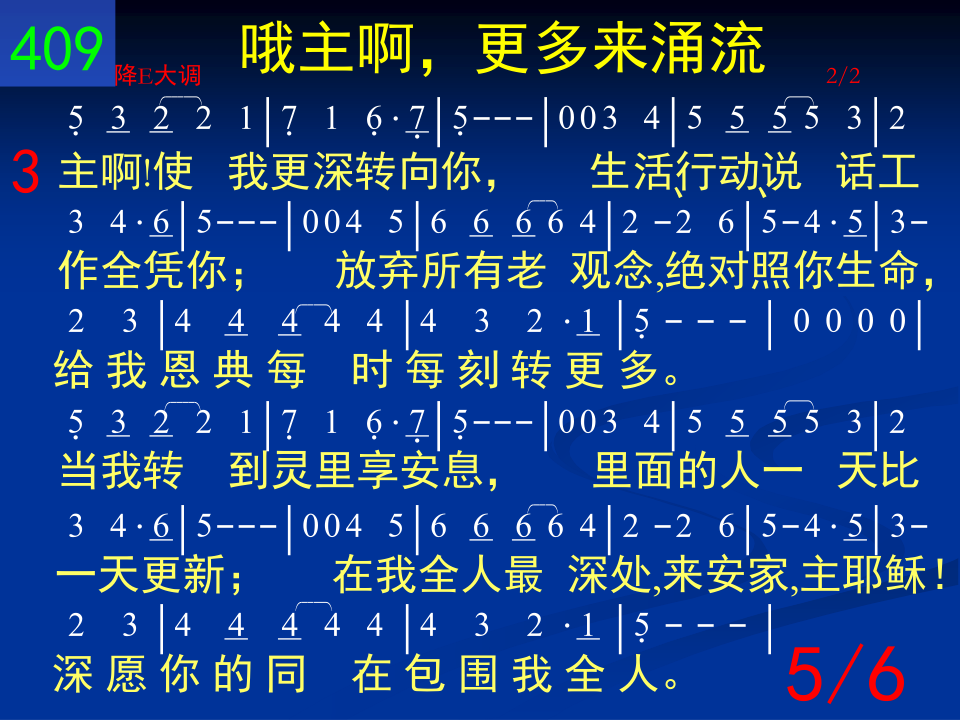 409
哦主啊，更多来涌流
降E大调 2/2
5 3 2 2 1|7 1 6·7|5---|003 4|5 5 5 5 3|2
3 主啊!使 我更深转向你， 生活、行动、说 话工
3 4·6|5---|004 5|6 6 6 6 4|2-2 6|5-4·5|3-
作全凭你； 放弃所有老 观念,绝对照你生命，
2 3|4 4 4 4 4|4 3 2·1|5---|0000|
给我恩典每 时每刻转更多。
5 3 2 2 1|7 1 6·7|5---|003 4|5 5 5 5 3|2
当我转 到灵里享安息， 里面的人一 天比
3 4·6|5---|004 5|6 6 6 6 4|2-2 6|5-4·5|3-
一天更新； 在我全人最 深处,来安家,主耶稣！
2 3|4 4 4 4 4|4 3 2·1|5---|
深愿你的同 在包围我全人。
5/6